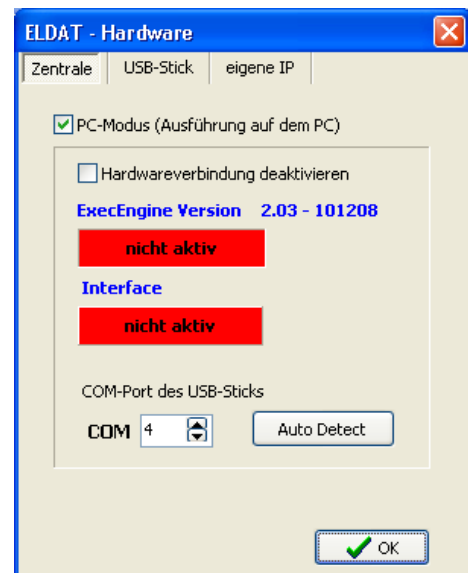 ELDAT - Hardware
Zentrale USB-Stick eigene IP
PC-Modus (Ausführung auf dem PC)
Hardwareverbindung deaktivieren
ExecEngine Version 2.03 - 101208
nicht aktiv
Interface
nicht aktiv
COM-Port des USB-Sticks
COM 4 Auto Detect
OK